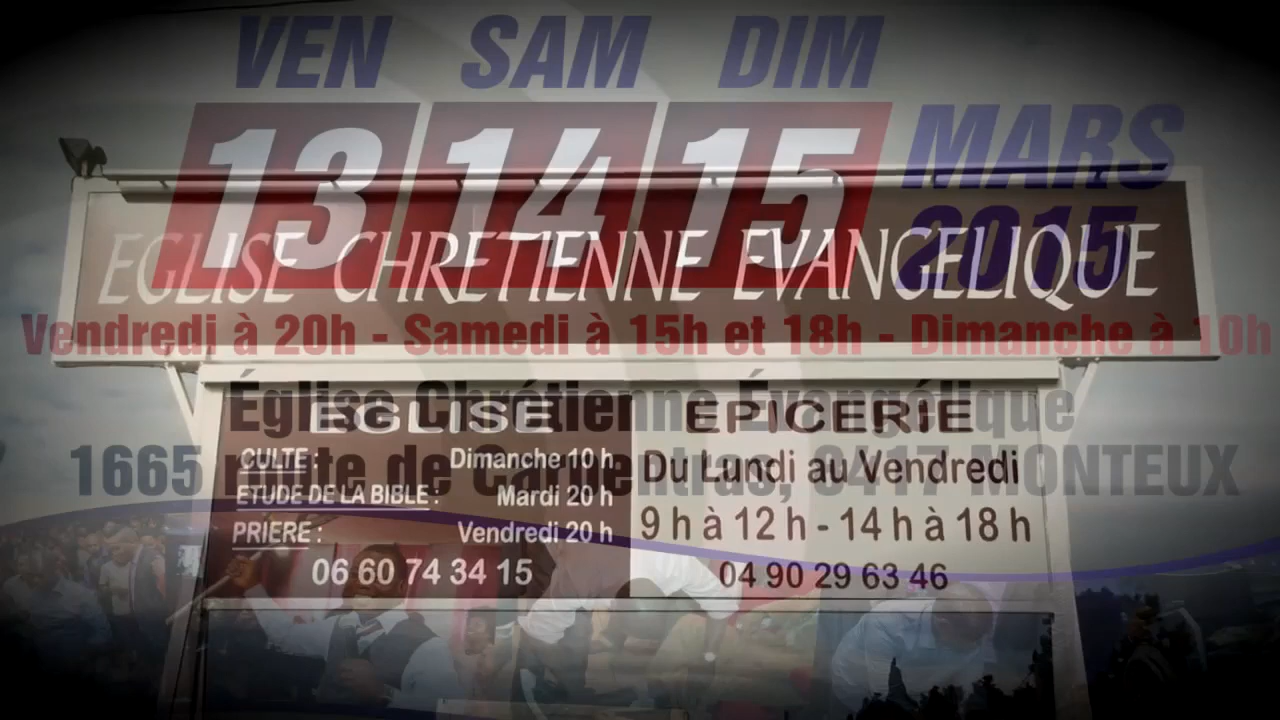 VEN SAM DIM
13 14 15 MARS
2015
EGLISE CHRETIENNE EVANGELIQUE
Vendredi à 20h - Samedi à 15h et 18h - Dimanche à 10h
Église Chrétienne Évangélique
1665 route de Carpentras, 8417 MONTEUX
EGLISE
CULTE : Dimanche 10 h
ETUDE DE LA BIBLE : Mardi 20 h
PRIERE : Vendredi 20 h
06 60 74 34 15
EPICERIE
Du Lundi au Vendredi
9 h à 12 h - 14 h à 18 h
04 90 29 63 46